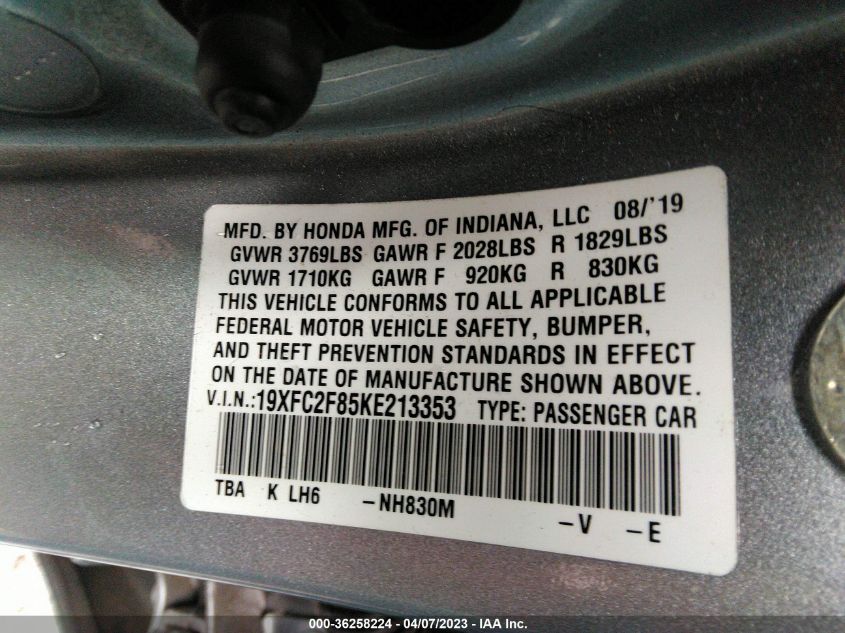 MFD. BY HONDA MFG. OF INDIANA, LLC 08/'19
GVWR 3769LBS GAWR F 2028LBS R 1829LBS
GVWR 1710KG GAWR F 920KG R 830KG
THIS VEHICLE CONFORMS TO ALL APPLICABLE
FEDERAL MOTOR VEHICLE SAFETY, BUMPER,
AND THEFT PREVENTION STANDARDS IN EFFECT
ON THE DATE OF MANUFACTURE SHOWN ABOVE.
V.I.N.:19XFC2F85KE213353 TYPE: PASSENGER CAR
TBA K LH6 -NH830M -V -E
000-36258224 - 04/07/2023 - IAA Inc.